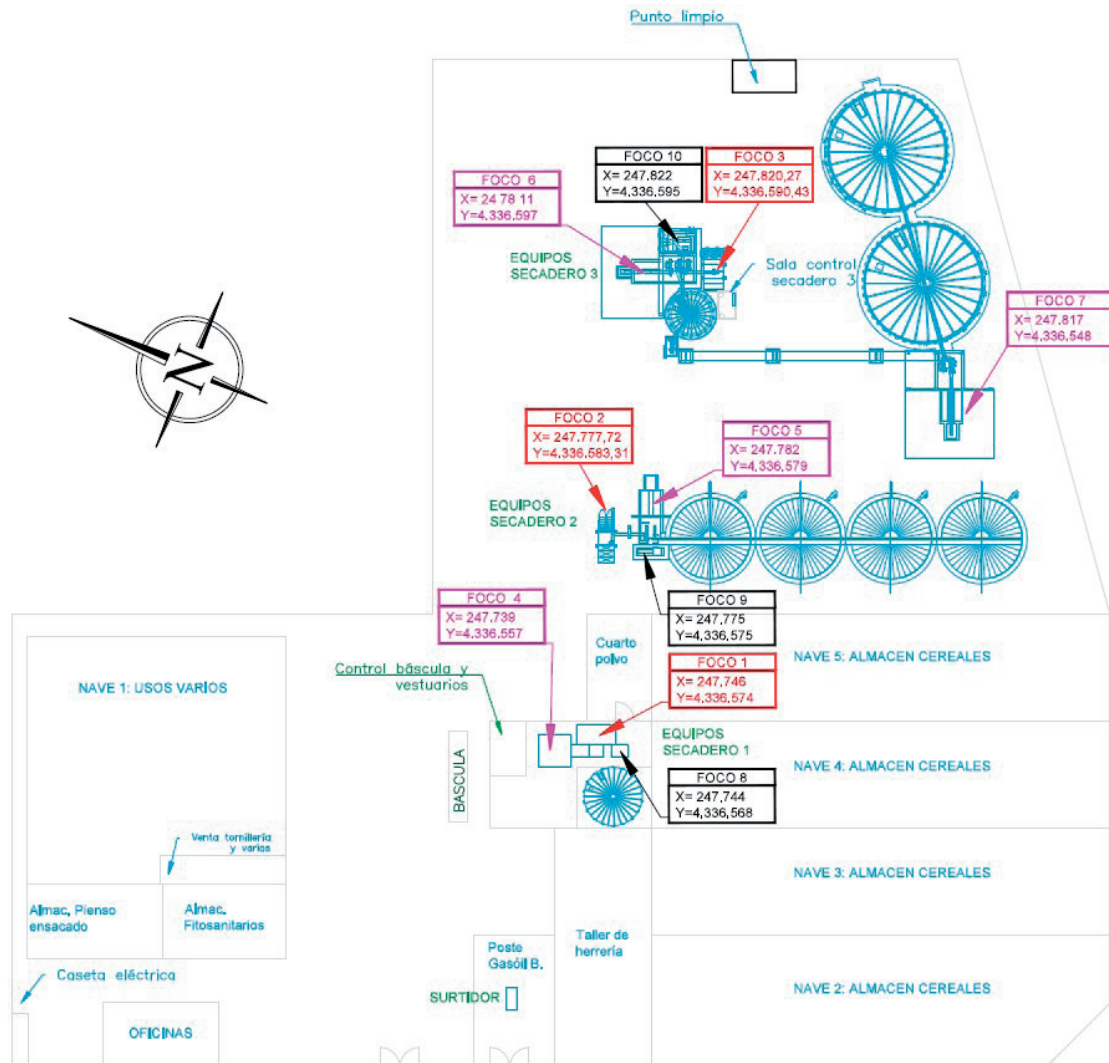 Punto limpio
FOCO 10
X= 247.822
Y=4.336.595
FOCO 3
X= 247.820,27
Y=4.336.590,43
FOCO 6
X= 24 78 11
Y=4.336.597
EQUIPOS
SECADERO 3
Sala control
secadero 3
FOCO 7
X= 247.817
Y=4.336,548
N
FOCO 2
X= 247.777,72
Y=4.336.583,31
FOCO 5
X= 247.782
Y=4,336,579
EQUIPOS
SECADERO 2
FOCO 4
X= 247.739
Y=4.336.557
FOCO 9
X= 247,775
Y=4,336,575
Cuarto
polvo
NAVE 5: ALMACEN CEREALES
FOCO 1
X= 247,746
Y=4,336,574
Control báscula y
vestuarios
NAVE 1: USOS VARÍOS
EQUIPOS
SECADERO 1
BASCULA
NAVE 4: ALMACEN CEREALES
FOCO 8
X= 247,744
Y=4,336,568
Venta tornillería
y varios
NAVE 3: ALMACEN CEREALES
Almac. Pienso
ensacado
Almac.
Fitosanitarios
Taller de
herrería
Poste
Gasóil B.
Caseta eléctrica
SURTIDOR
NAVE 2: ALMACEN CEREALES
OFICINAS